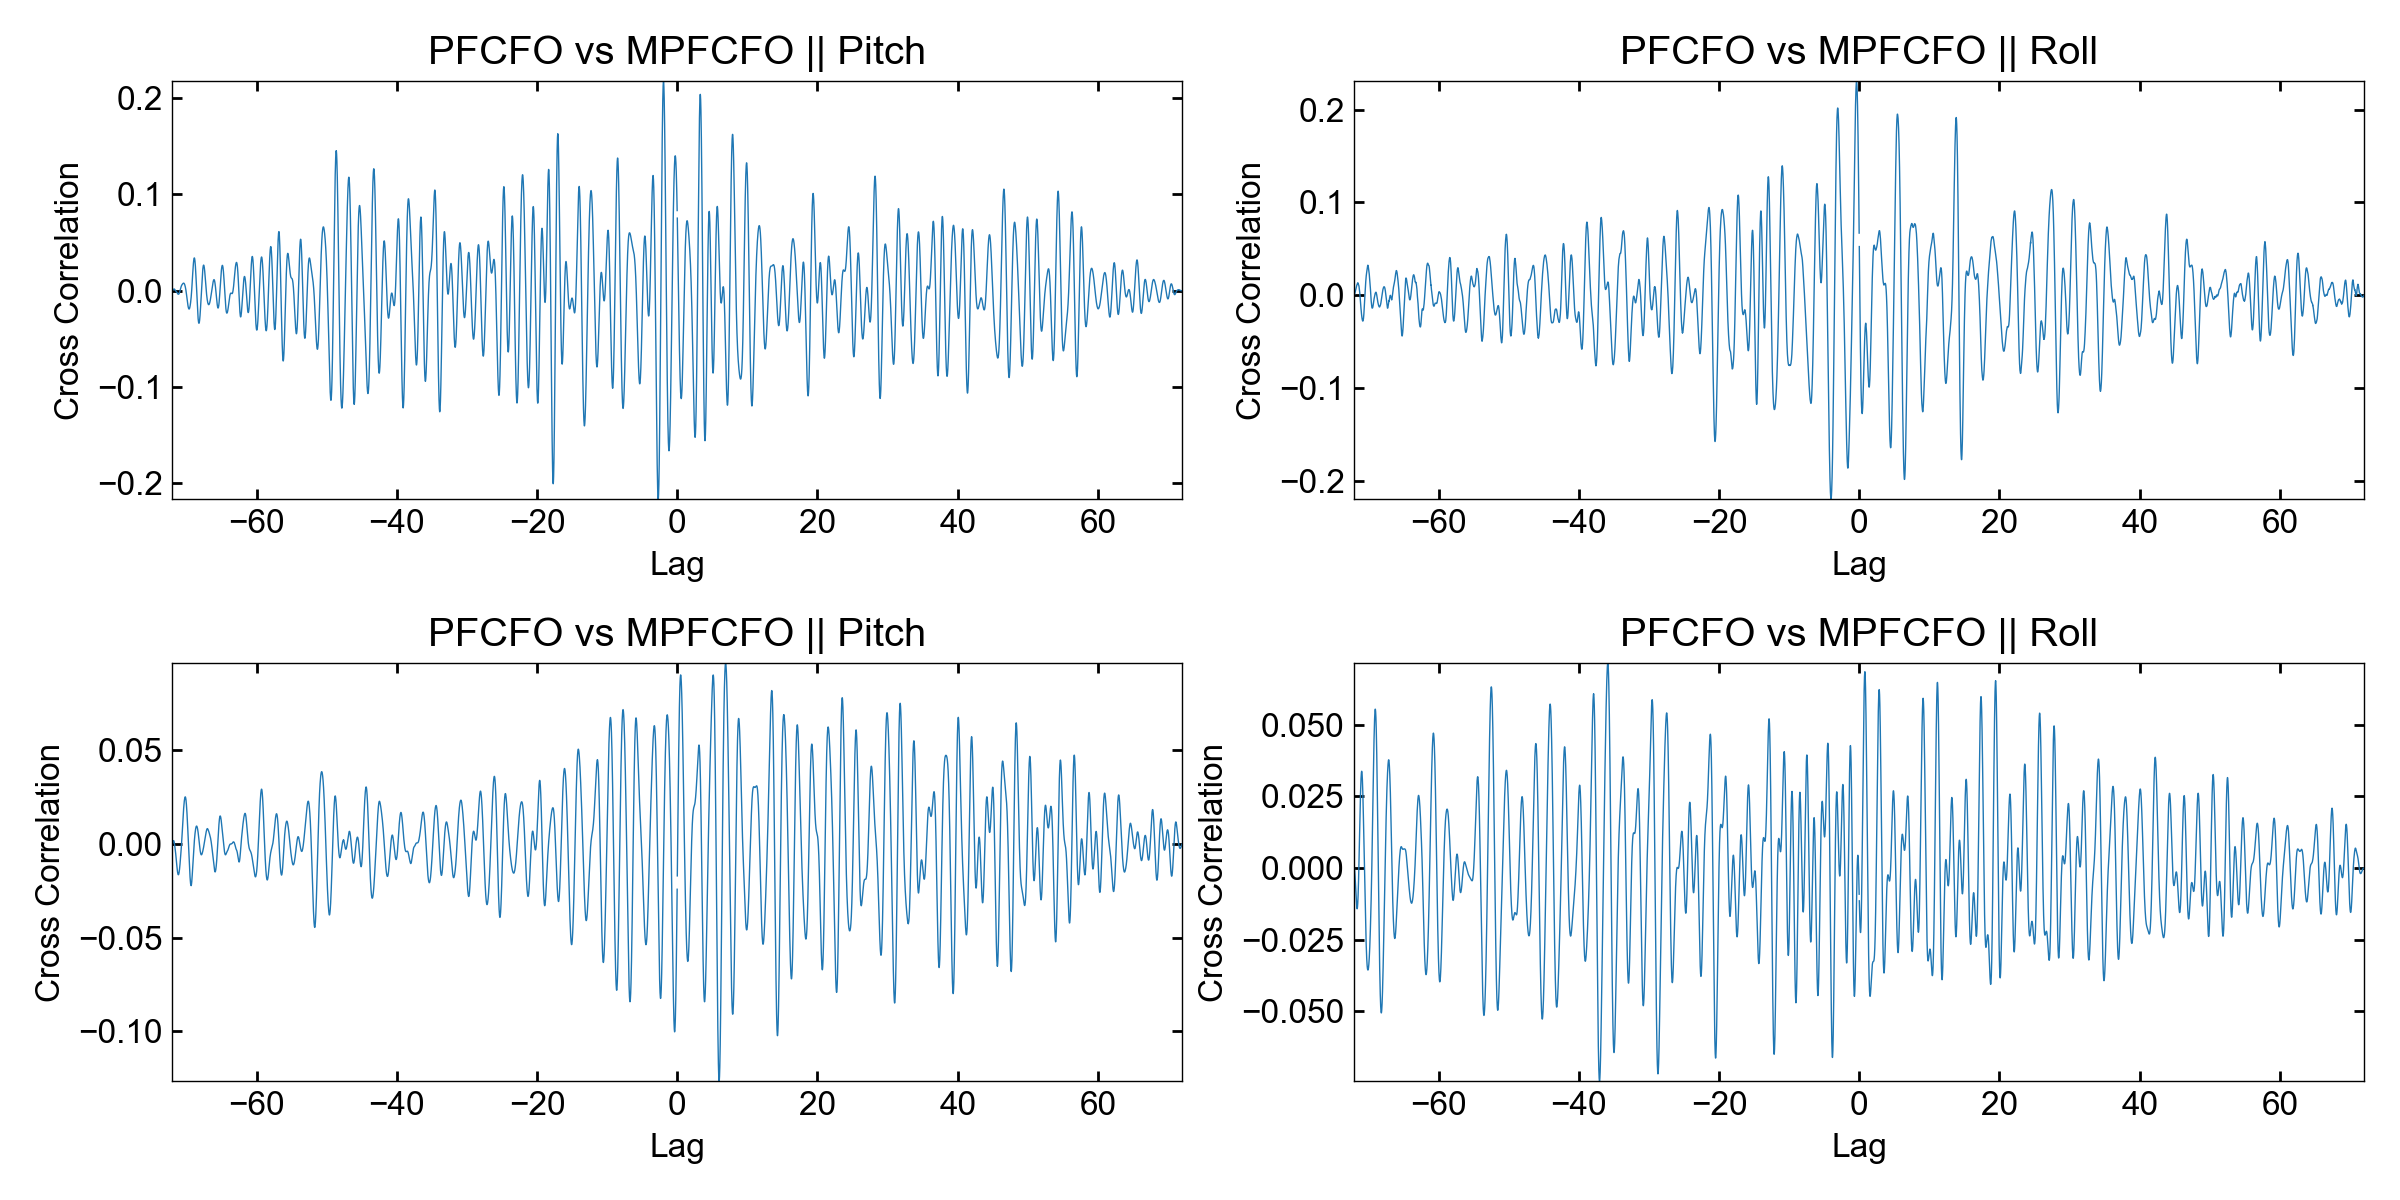 PFCFO vs MPFCFO || Pitch
0.2
0.1
0.0
−0.1
−0.2
Cross Correlation
−60 −40 −20 0 20 40 60
Lag
PFCFO vs MPFCFO || Roll
0.2
0.1
0.0
−0.1
−0.2
Cross Correlation
−60 −40 −20 0 20 40 60
Lag
PFCFO vs MPFCFO || Pitch
0.05
0.00
−0.05
−0.10
Cross Correlation
−60 −40 −20 0 20 40 60
Lag
PFCFO vs MPFCFO || Roll
0.050
0.025
0.000
−0.025
−0.050
Cross Correlation
−60 −40 −20 0 20 40 60
Lag